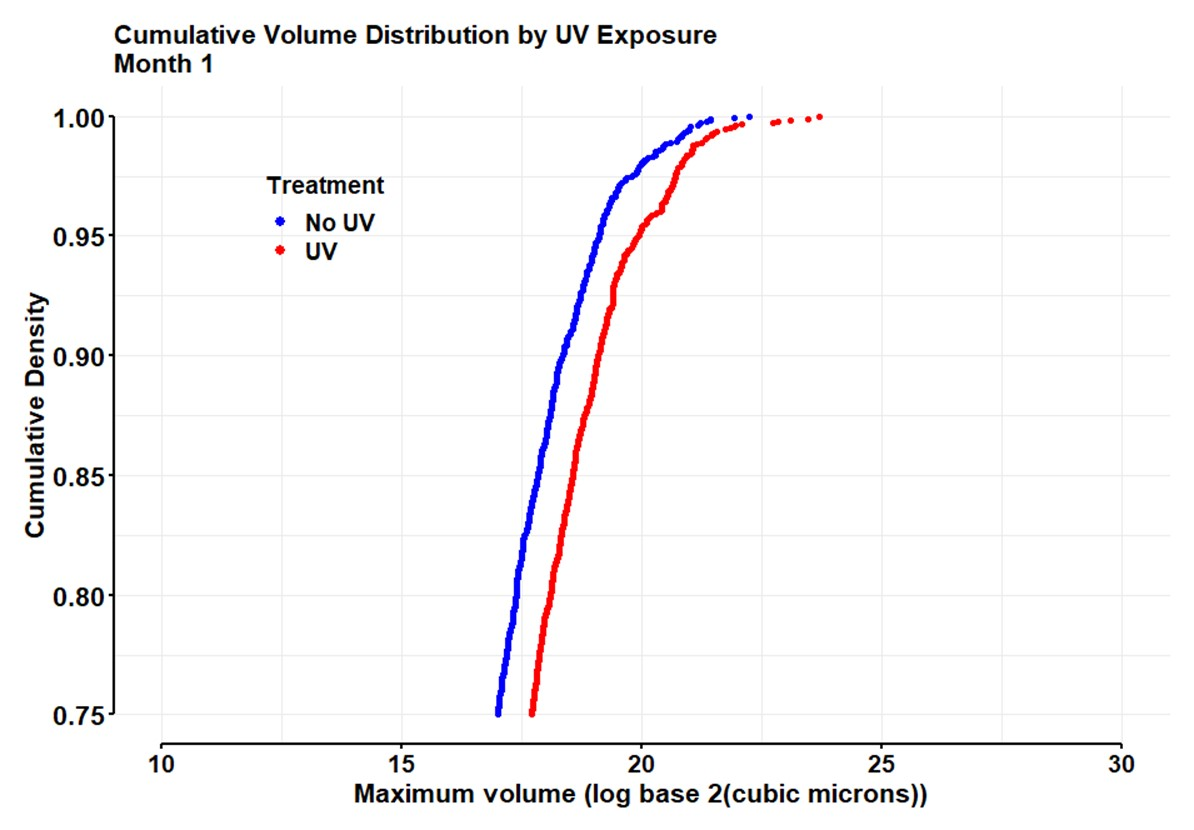 Cumulative Volume Distribution by UV Exposure
Month 1
1.00
0.95
0.90
0.85
0.80
0.75
Cumulative Density
Treatment
No UV
UV
10 15 20 25 30
Maximum volume (log base 2(cubic microns))